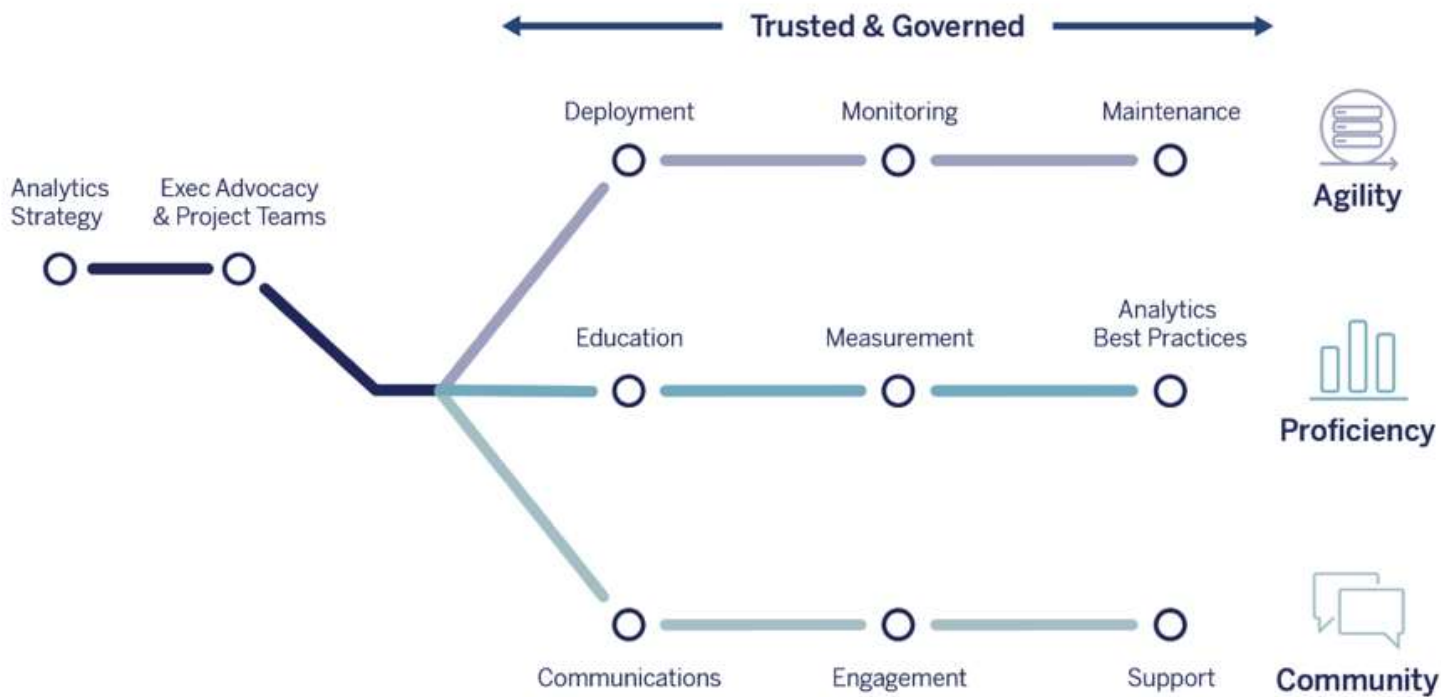 Trusted & Governed
Deployment
Monitoring
Maintenance
Agility
Analytics
Strategy
Exec Advocacy
& Project Teams
Education
Measurement
Analytics
Best Practices
Proficiency
Communications
Engagement
Support
Community